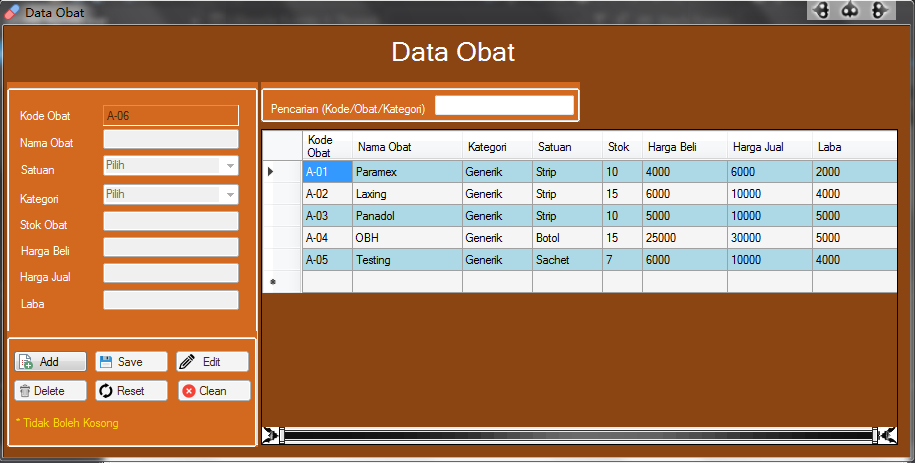 Data Obat
Data Obat
Kode Obat A-06
Nama Obat
Satuan Pilih
Kategori Pilih
Stok Obat
Harga Beli
Harga Jual
Laba
Add Save Edit
Delete Reset Clean
* Tidak Boleh Kosong
Pencarian (Kode/Obat/Kategori)
Kode Obat Nama Obat Kategori Satuan Stok Harga Beli Harga Jual Laba
A-01 Paramex Generik Strip 10 4000 6000 2000
A-02 Laxing Generik Strip 15 6000 10000 4000
A-03 Panadol Generik Strip 10 5000 10000 5000
A-04 OBH Generik Botol 15 25000 30000 5000
A-05 Testing Generik Sachet 7 6000 10000 4000
*